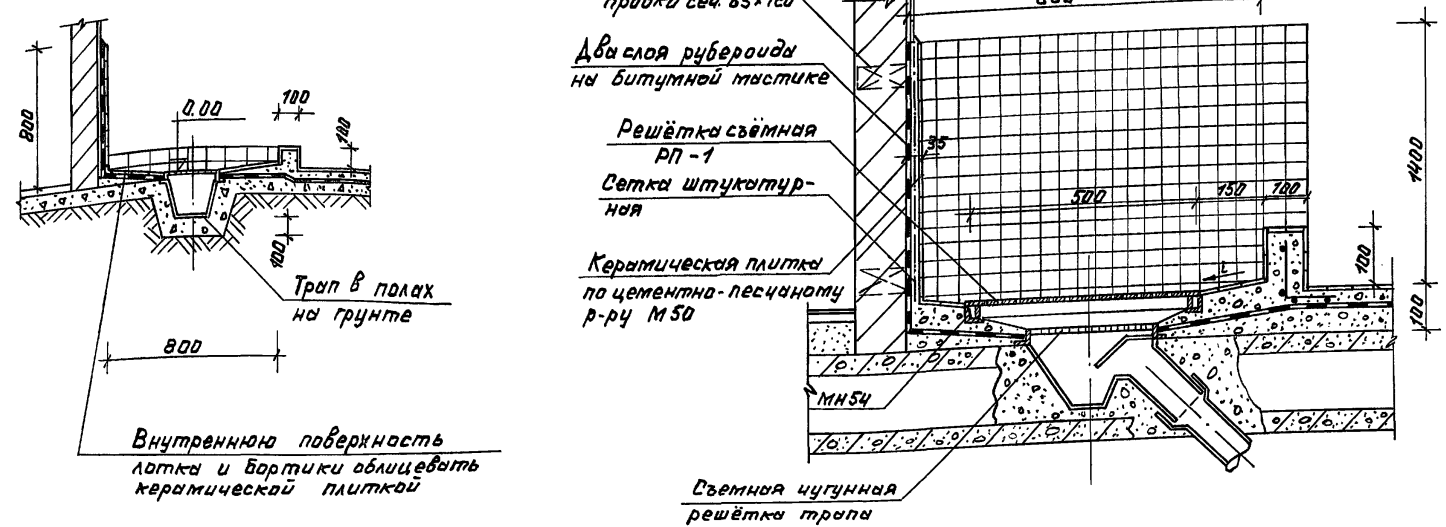 800
0.00
100
100
100
Трап в полах
на грунте
800
Внутреннюю поверхность
лотка и бортики облицевать
керамической плиткой
Два слоя рубероида
на битумной мастике
Решётка съёмная
РП-1
Сетка штукатур-
ная
Керамическая плитка
по цементно-песчаному
р-ру М50
МН54
Съемная чугунная
решётка трапа
35
500
150
100
i
100
1400
100